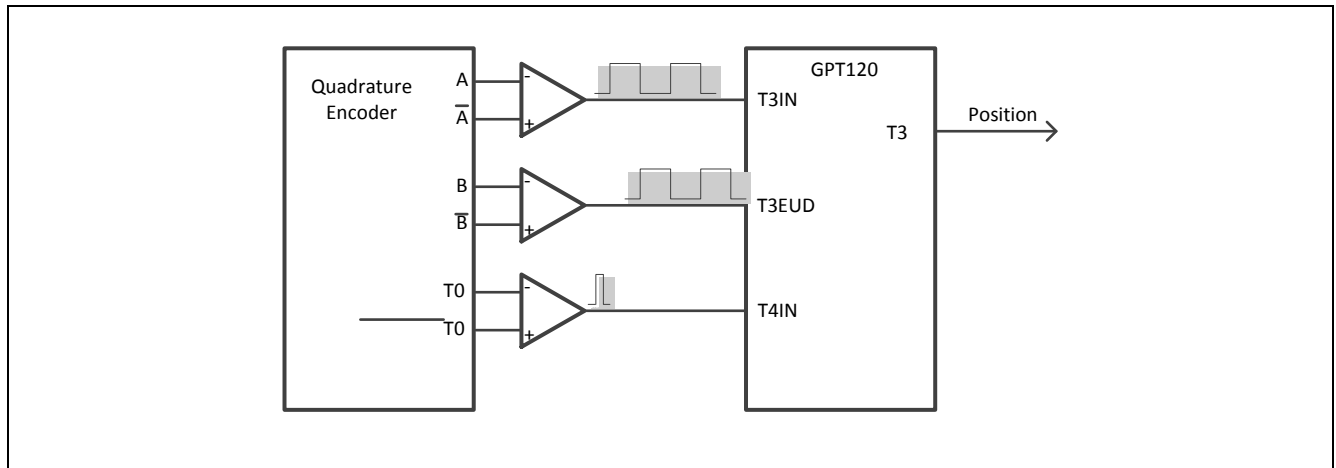 Quadrature
Encoder
A
-
A̅
+
B
-
B̅
+
T0
-
T0
+
GPT120
T3IN
T3EUD
T4IN
T3
Position